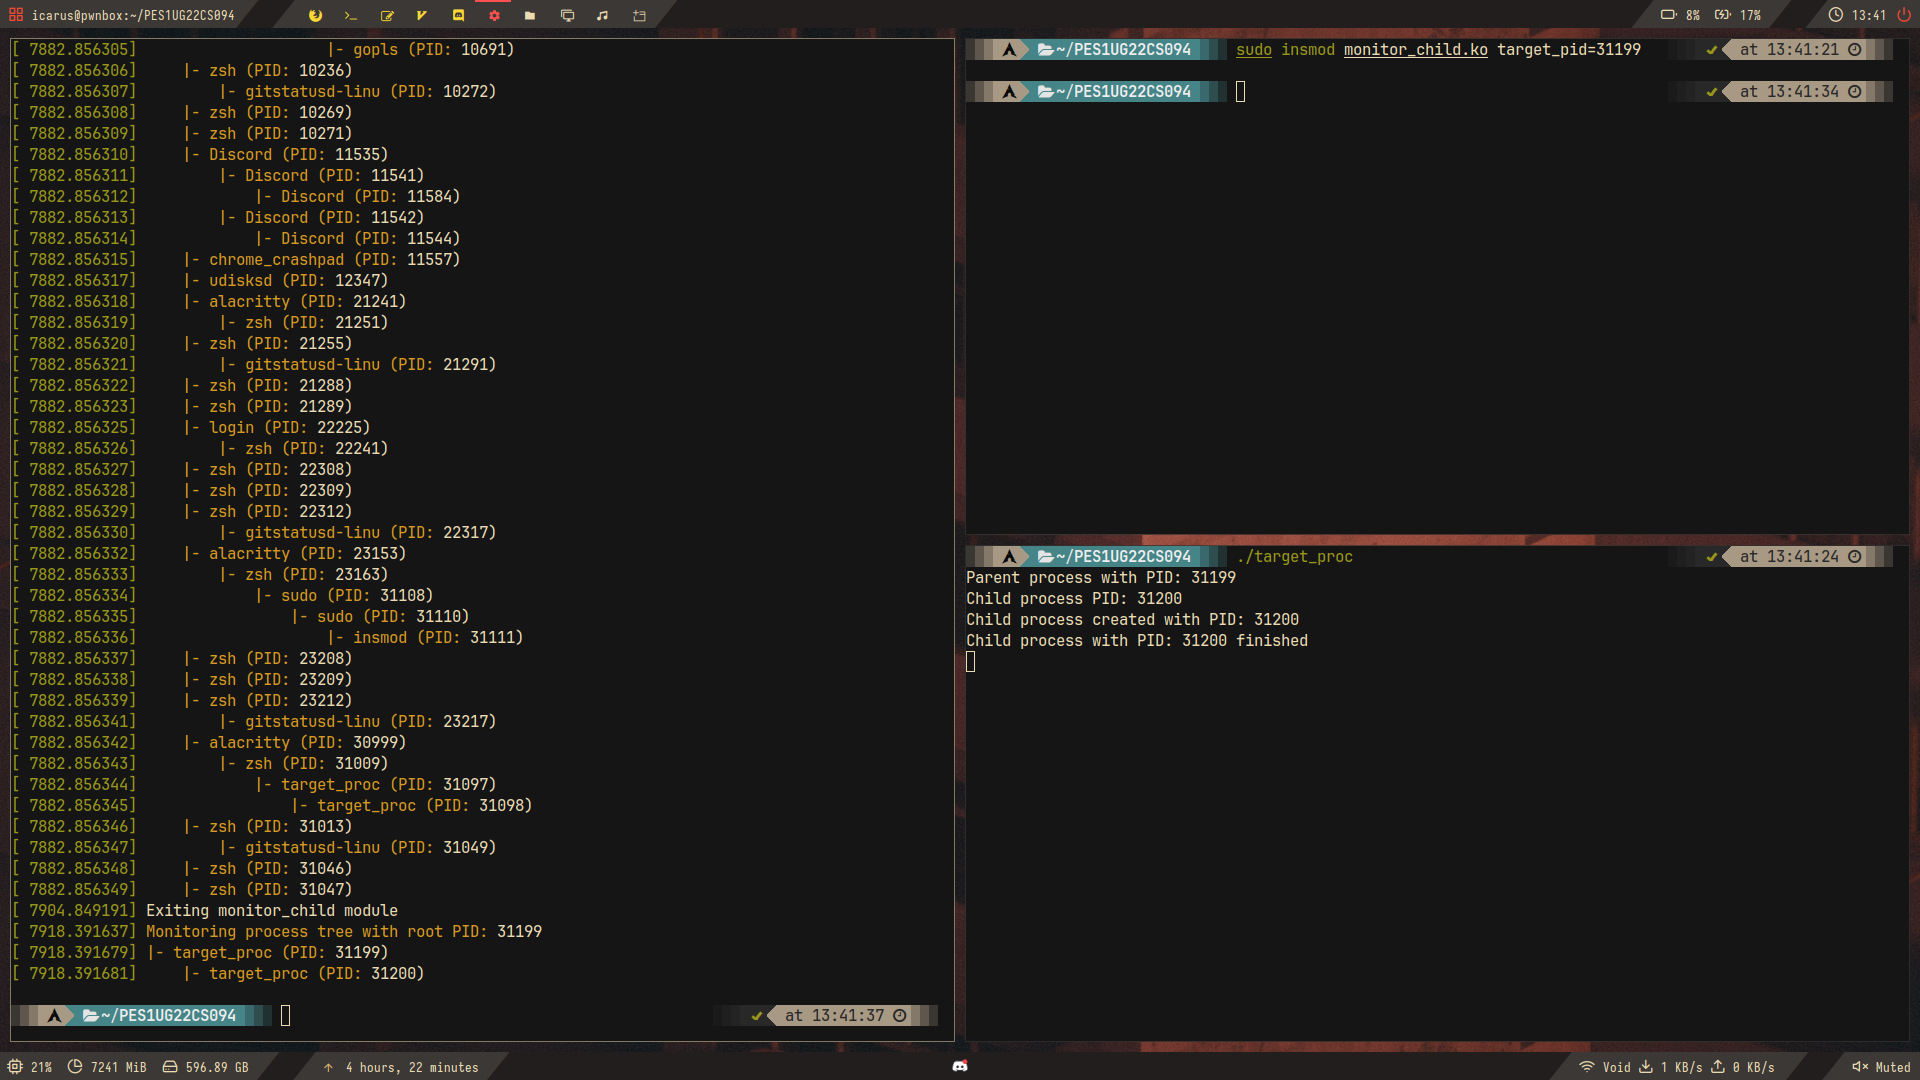 icarus@pwnbox:~/PES1UG22CS094
8%
17%
13:41
[ 7882.856305] |- gopls (PID: 10691)
[ 7882.856306] |- zsh (PID: 10236)
[ 7882.856307] |- gitstatusd-linu (PID: 10272)
[ 7882.856308] |- zsh (PID: 10269)
[ 7882.856309] |- zsh (PID: 10271)
[ 7882.856310] |- Discord (PID: 11535)
[ 7882.856311] |- Discord (PID: 11541)
[ 7882.856312] |- Discord (PID: 11584)
[ 7882.856313] |- Discord (PID: 11542)
[ 7882.856314] |- Discord (PID: 11544)
[ 7882.856315] |- chrome_crashpad (PID: 11557)
[ 7882.856317] |- udisksd (PID: 12347)
[ 7882.856318] |- alacritty (PID: 21241)
[ 7882.856319] |- zsh (PID: 21251)
[ 7882.856320] |- zsh (PID: 21255)
[ 7882.856321] |- gitstatusd-linu (PID: 21291)
[ 7882.856322] |- zsh (PID: 21288)
[ 7882.856323] |- zsh (PID: 21289)
[ 7882.856325] |- login (PID: 22225)
[ 7882.856326] |- zsh (PID: 22241)
[ 7882.856327] |- zsh (PID: 22308)
[ 7882.856328] |- zsh (PID: 22309)
[ 7882.856329] |- zsh (PID: 22312)
[ 7882.856330] |- gitstatusd-linu (PID: 22317)
[ 7882.856332] |- alacritty (PID: 23153)
[ 7882.856333] |- zsh (PID: 23163)
[ 7882.856334] |- sudo (PID: 31108)
[ 7882.856335] |- sudo (PID: 31110)
[ 7882.856336] |- insmod (PID: 31111)
[ 7882.856337] |- zsh (PID: 23208)
[ 7882.856338] |- zsh (PID: 23209)
[ 7882.856339] |- zsh (PID: 23212)
[ 7882.856341] |- gitstatusd-linu (PID: 23217)
[ 7882.856342] |- alacritty (PID: 30999)
[ 7882.856343] |- zsh (PID: 31009)
[ 7882.856344] |- target_proc (PID: 31097)
[ 7882.856345] |- target_proc (PID: 31098)
[ 7882.856346] |- zsh (PID: 31013)
[ 7882.856347] |- gitstatusd-linu (PID: 31049)
[ 7882.856348] |- zsh (PID: 31046)
[ 7882.856349] |- zsh (PID: 31047)
[ 7904.849191] Exiting monitor_child module
[ 7918.391637] Monitoring process tree with root PID: 31199
[ 7918.391679] |- target_proc (PID: 31199)
[ 7918.391681] |- target_proc (PID: 31200)
~/PES1UG22CS094 at 13:41:37
~/PES1UG22CS094 sudo insmod monitor_child.ko target_pid=31199 at 13:41:21
~/PES1UG22CS094 at 13:41:34
~/PES1UG22CS094 ./target_proc at 13:41:24
Parent process with PID: 31199
Child process PID: 31200
Child process created with PID: 31200
Child process with PID: 31200 finished
21%
7241 MiB
596.89 GB
4 hours, 22 minutes
Void
1 KB/s
0 KB/s
Muted